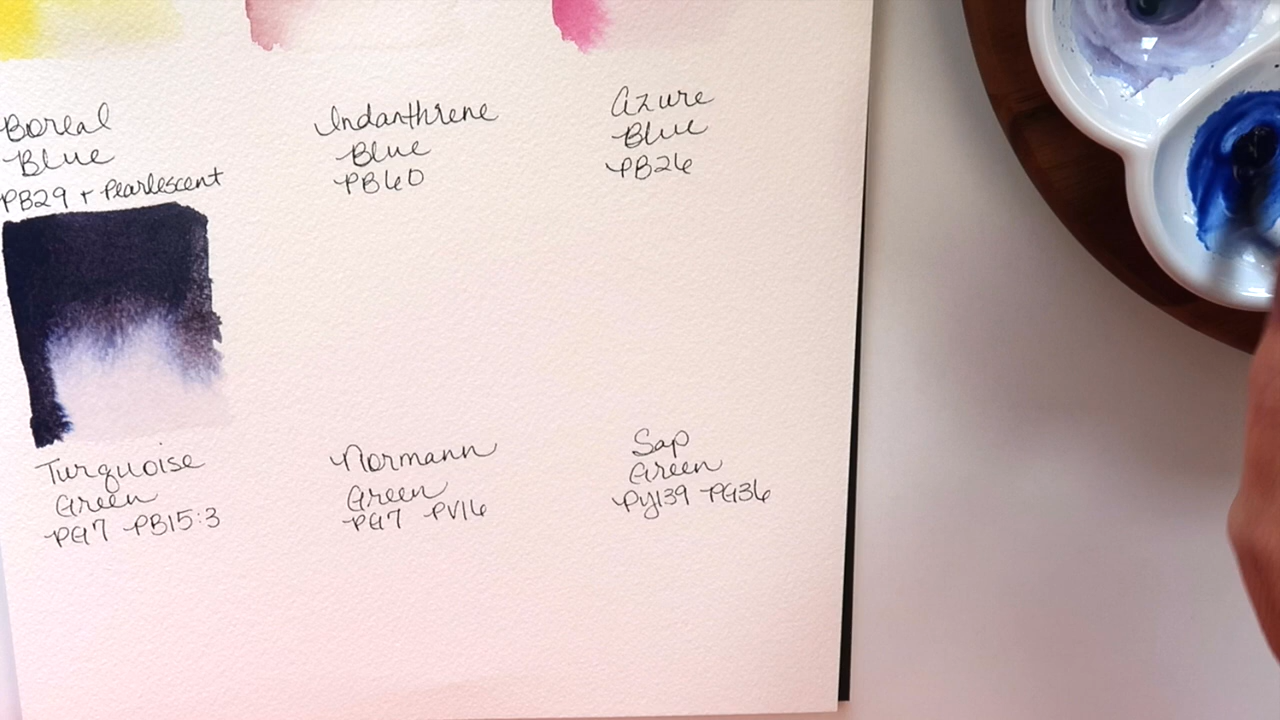 Boreal
Blue
PB29 + Pearlescent
Indanthrene
Blue
PB60
Azure
Blue
PB26
Turquoise
Green
PG7 PB15:3
Normann
Green
PG7 PV16
Sap
Green
PY139 PG36